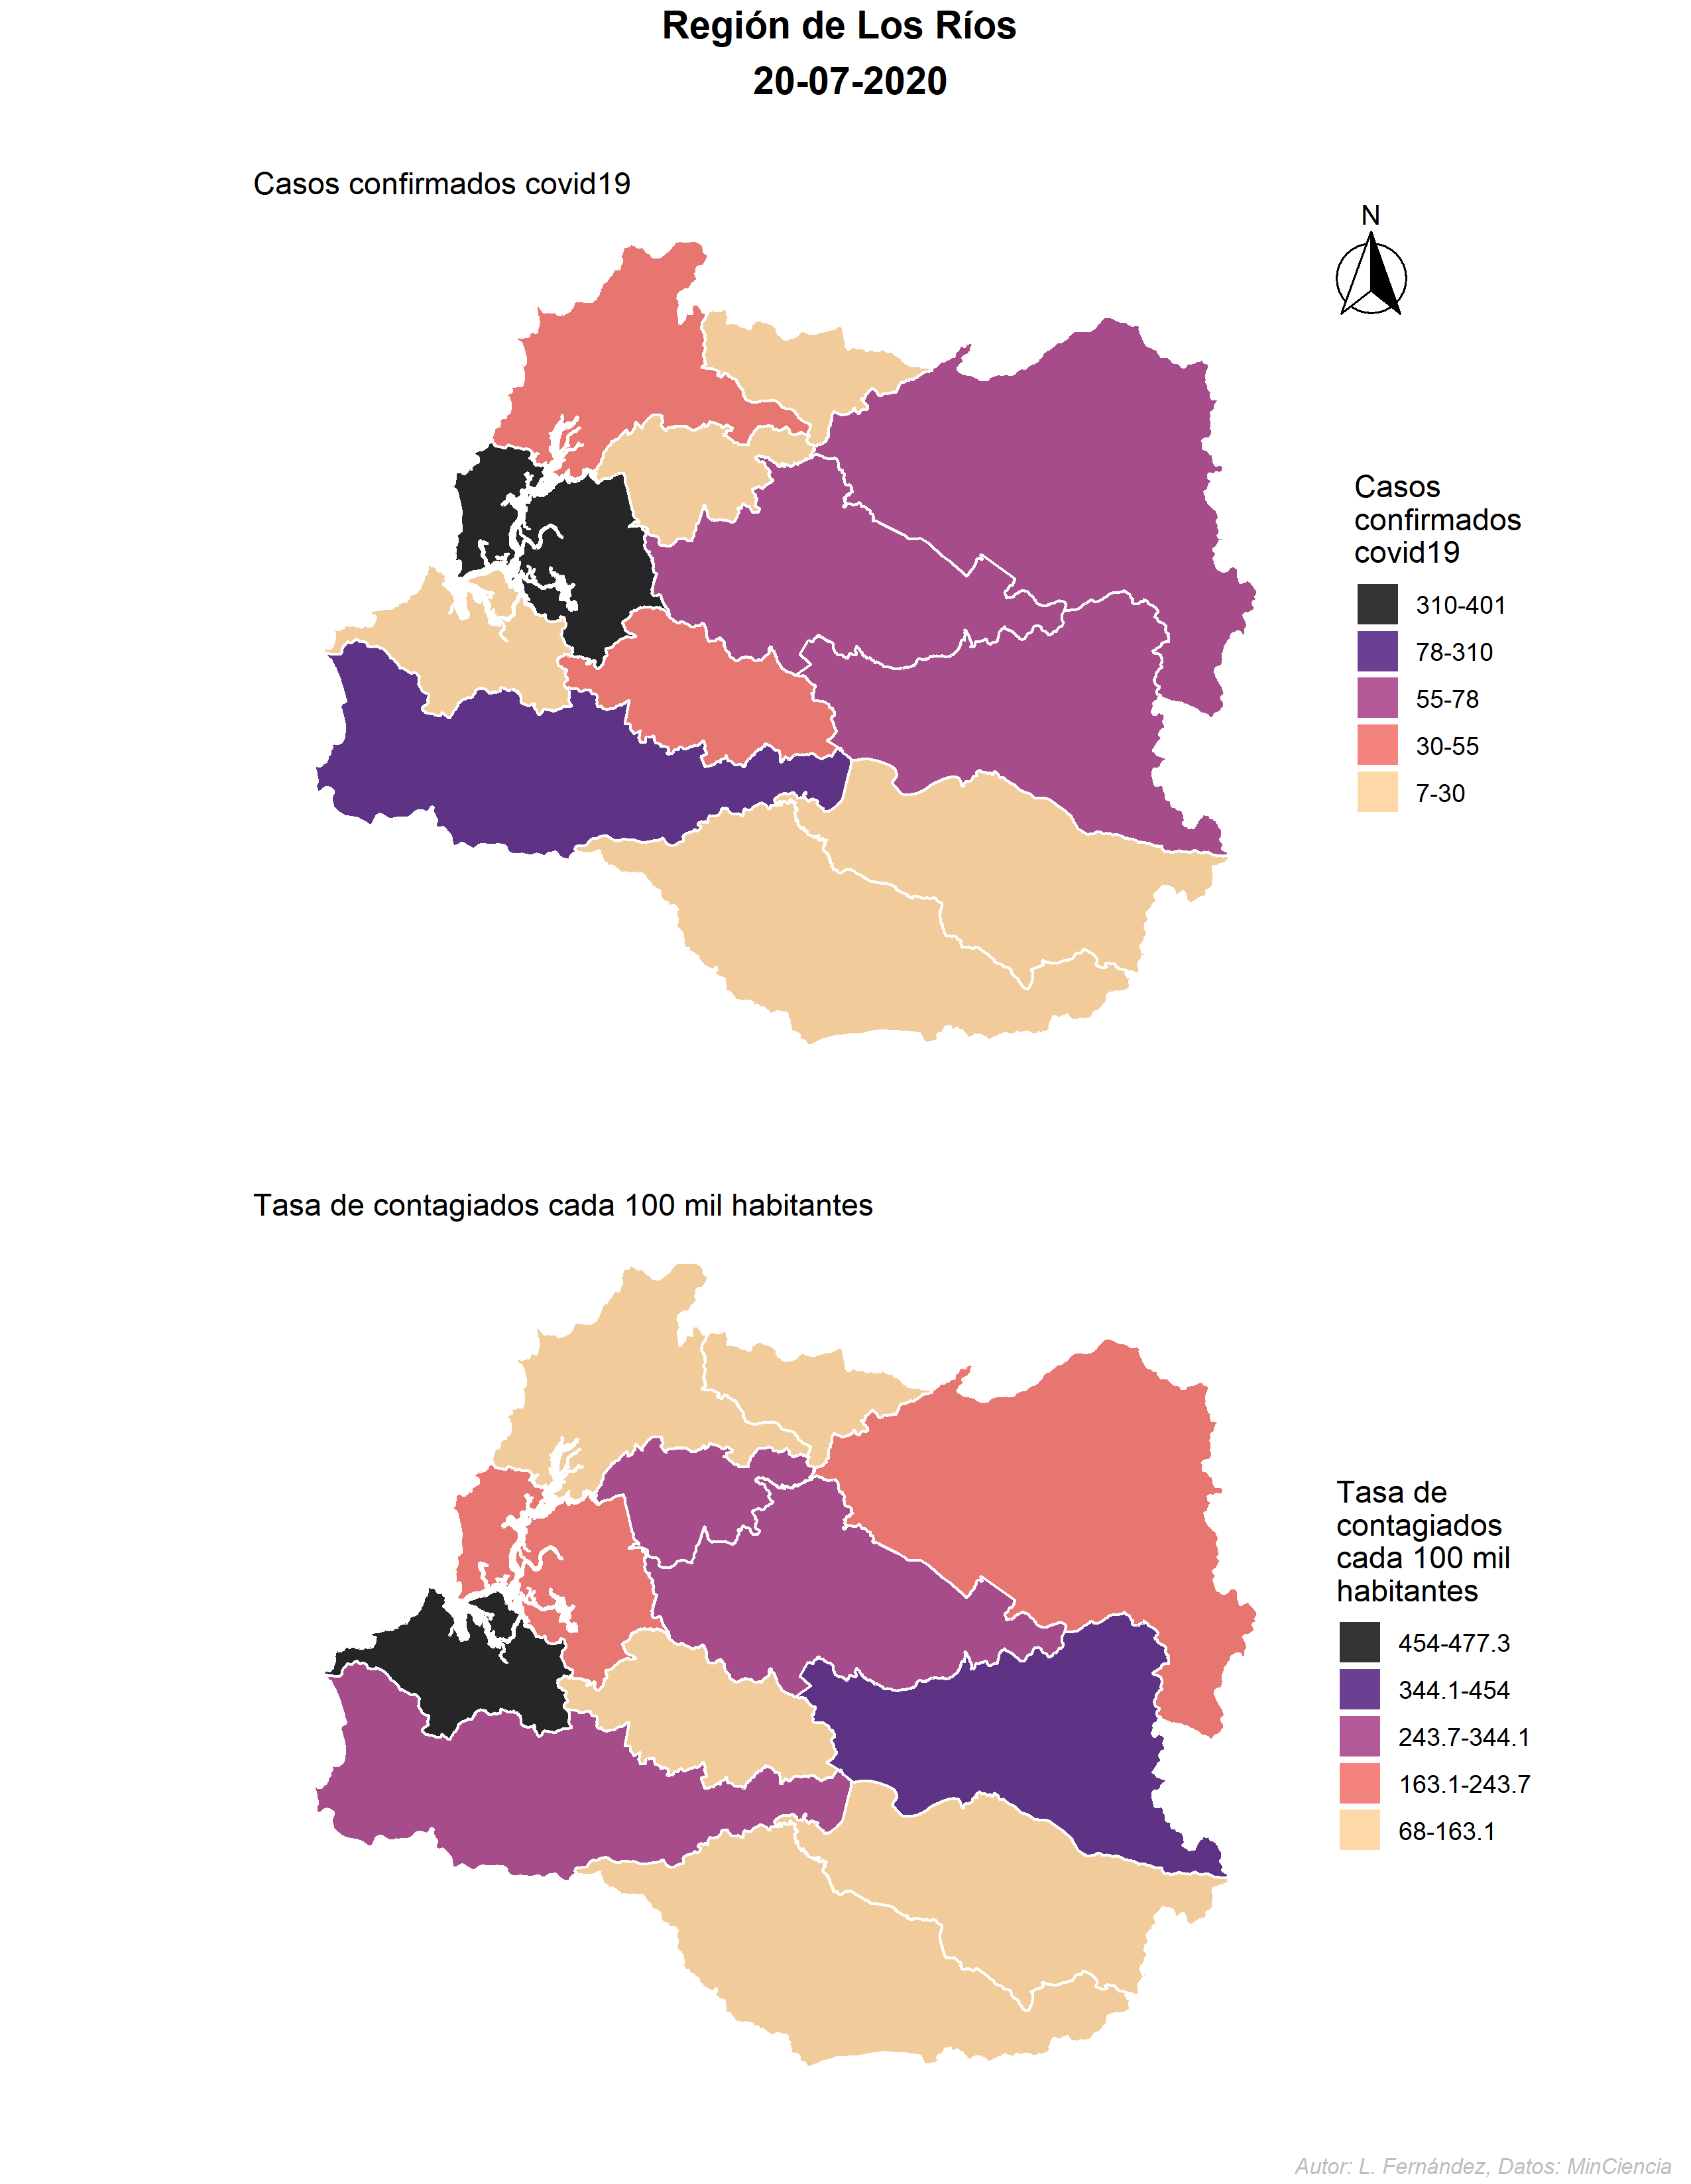 Región de Los Ríos
20-07-2020
Casos confirmados covid19
N
Casos
confirmados
covid19
310-401
78-310
55-78
30-55
7-30
Tasa de contagiados cada 100 mil habitantes
Tasa de
contagiados
cada 100 mil
habitantes
454-477.3
344.1-454
243.7-344.1
163.1-243.7
68-163.1
Autor: L. Fernández, Datos: MinCiencia